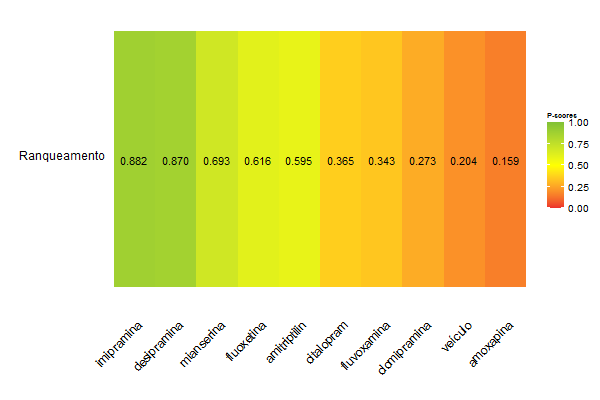 P-scores
1.00
0.75
0.50
0.25
0.00
Ranqueamento 0.882 0.870 0.693 0.616 0.595 0.365 0.343 0.273 0.204 0.159
imipramina desipramina mianserina fluoxetina amitriptilin citalopram fluvoxamina clomipramina veículo amoxapina